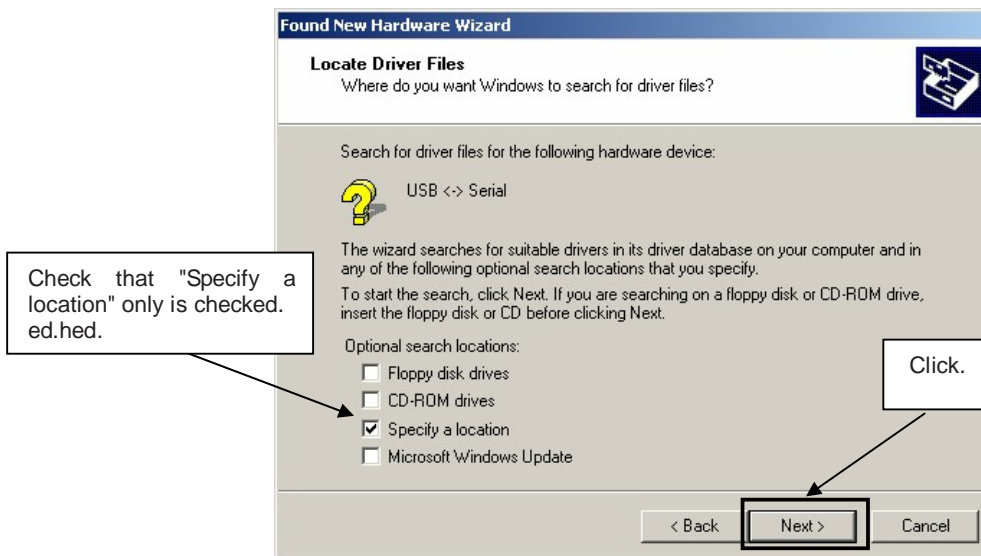 Found New Hardware Wizard
Locate Driver Files
Where do you want Windows to search for driver files?
Search for driver files for the following hardware device:
USB <-> Serial
The wizard searches for suitable drivers in its driver database on your computer and in
any of the following optional search locations that you specify.
To start the search, click Next. If you are searching on a floppy disk or CD-ROM drive,
insert the floppy disk or CD before clicking Next.
Check that "Specify a
location" only is checked.
ed.hed.
Optional search locations:
Floppy disk drives
CD-ROM drives
Specify a location
Microsoft Windows Update
Click.
< Back Next > Cancel